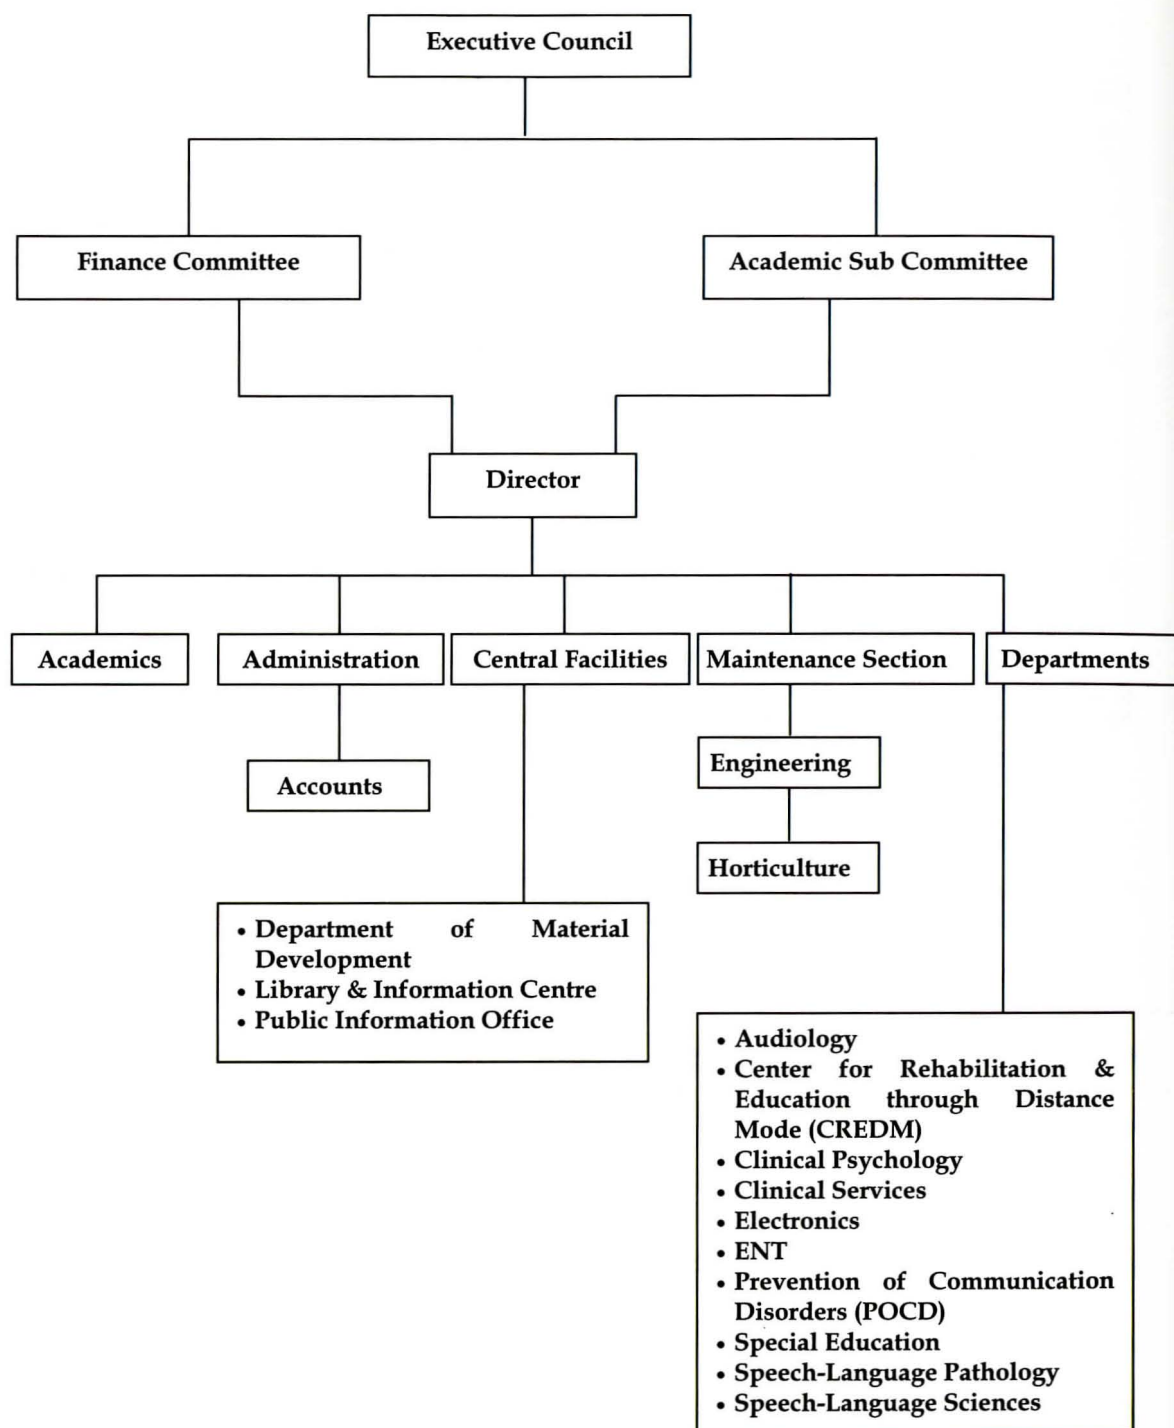 Executive Council
Finance Committee
Academic Sub Committee
Director
Academics
Administration
Central Facilities
Maintenance Section
Departments
Accounts
Engineering
Horticulture
• Department of Material
Development
• Library & Information Centre
• Public Information Office
• Audiology
• Center for Rehabilitation &
Education through Distance
Mode (CREDM)
• Clinical Psychology
• Clinical Services
• Electronics
• ENT
• Prevention of Communication
Disorders (POCD)
• Special Education
• Speech-Language Pathology
• Speech-Language Sciences